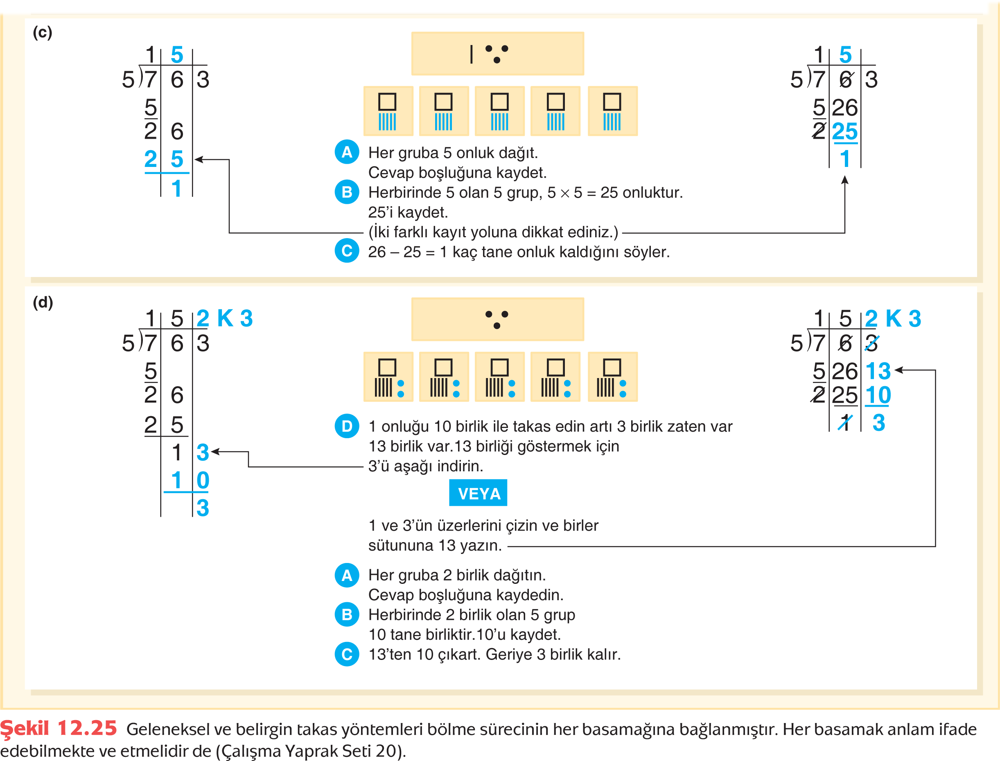 (c)
1 5
5)7 6 3
5
2 6
2 5
1
A Her gruba 5 onluk dağıt.
Cevap boşluğuna kaydet.
B Herbirinde 5 olan 5 grup, 5 × 5 = 25 onluktur.
25’i kaydet.
(İki farklı kayıt yoluna dikkat ediniz.)
C 26 – 25 = 1 kaç tane onluk kaldığını söyler.
1 5
5)7 6 3
5 26
2 25
1
(d)
1 5 2 K 3
5)7 6 3
5
2 6
2 5
1 3
1 0
3
D 1 onluğu 10 birlik ile takas edin artı 3 birlik zaten var
13 birlik var.13 birliği göstermek için
3’ü aşağı indirin.
VEYA
1 ve 3’ün üzerlerini çizin ve birler
sütununa 13 yazın.
A Her gruba 2 birlik dağıtın.
Cevap boşluğuna kaydedin.
B Herbirinde 2 birlik olan 5 grup
10 tane birliktir.10’u kaydet.
C 13’ten 10 çıkart. Geriye 3 birlik kalır.
1 5 2 K 3
5)7 6 3
5 26 13
2 25 10
1 3
Şekil 12.25 Geleneksel ve belirgin takas yöntemleri bölme sürecinin her basamağına bağlanmıştır. Her basamak anlam ifade
edebilmekte ve etmelidir de (Çalışma Yaprak Seti 20).